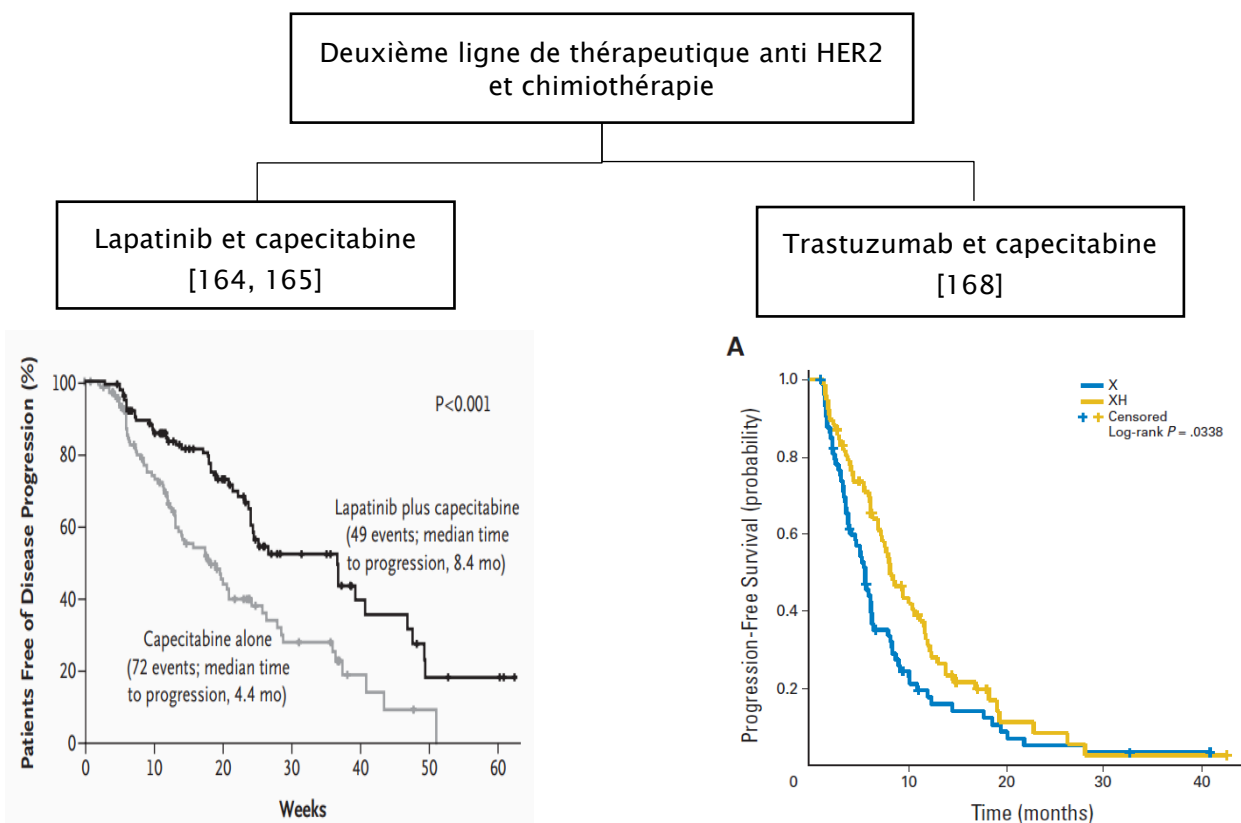 Deuxième ligne de thérapeutique anti HER2
et chimiothérapie
Lapatinib et capecitabine
[164, 165]
Trastuzumab et capecitabine
[168]
Patients Free of Disease Progression (%)
100
80
60
40
20
0
P<0.001
Lapatinib plus capecitabine
(49 events; median time
to progression, 8.4 mo)
Capecitabine alone
(72 events; median time
to progression, 4.4 mo)
0 10 20 30 40 50 60
Weeks
A
Progression-Free Survival (probability)
1.0
0.8
0.6
0.4
0.2
X
XH
Censored
Log-rank P = .0338
0 10 20 30 40
Time (months)